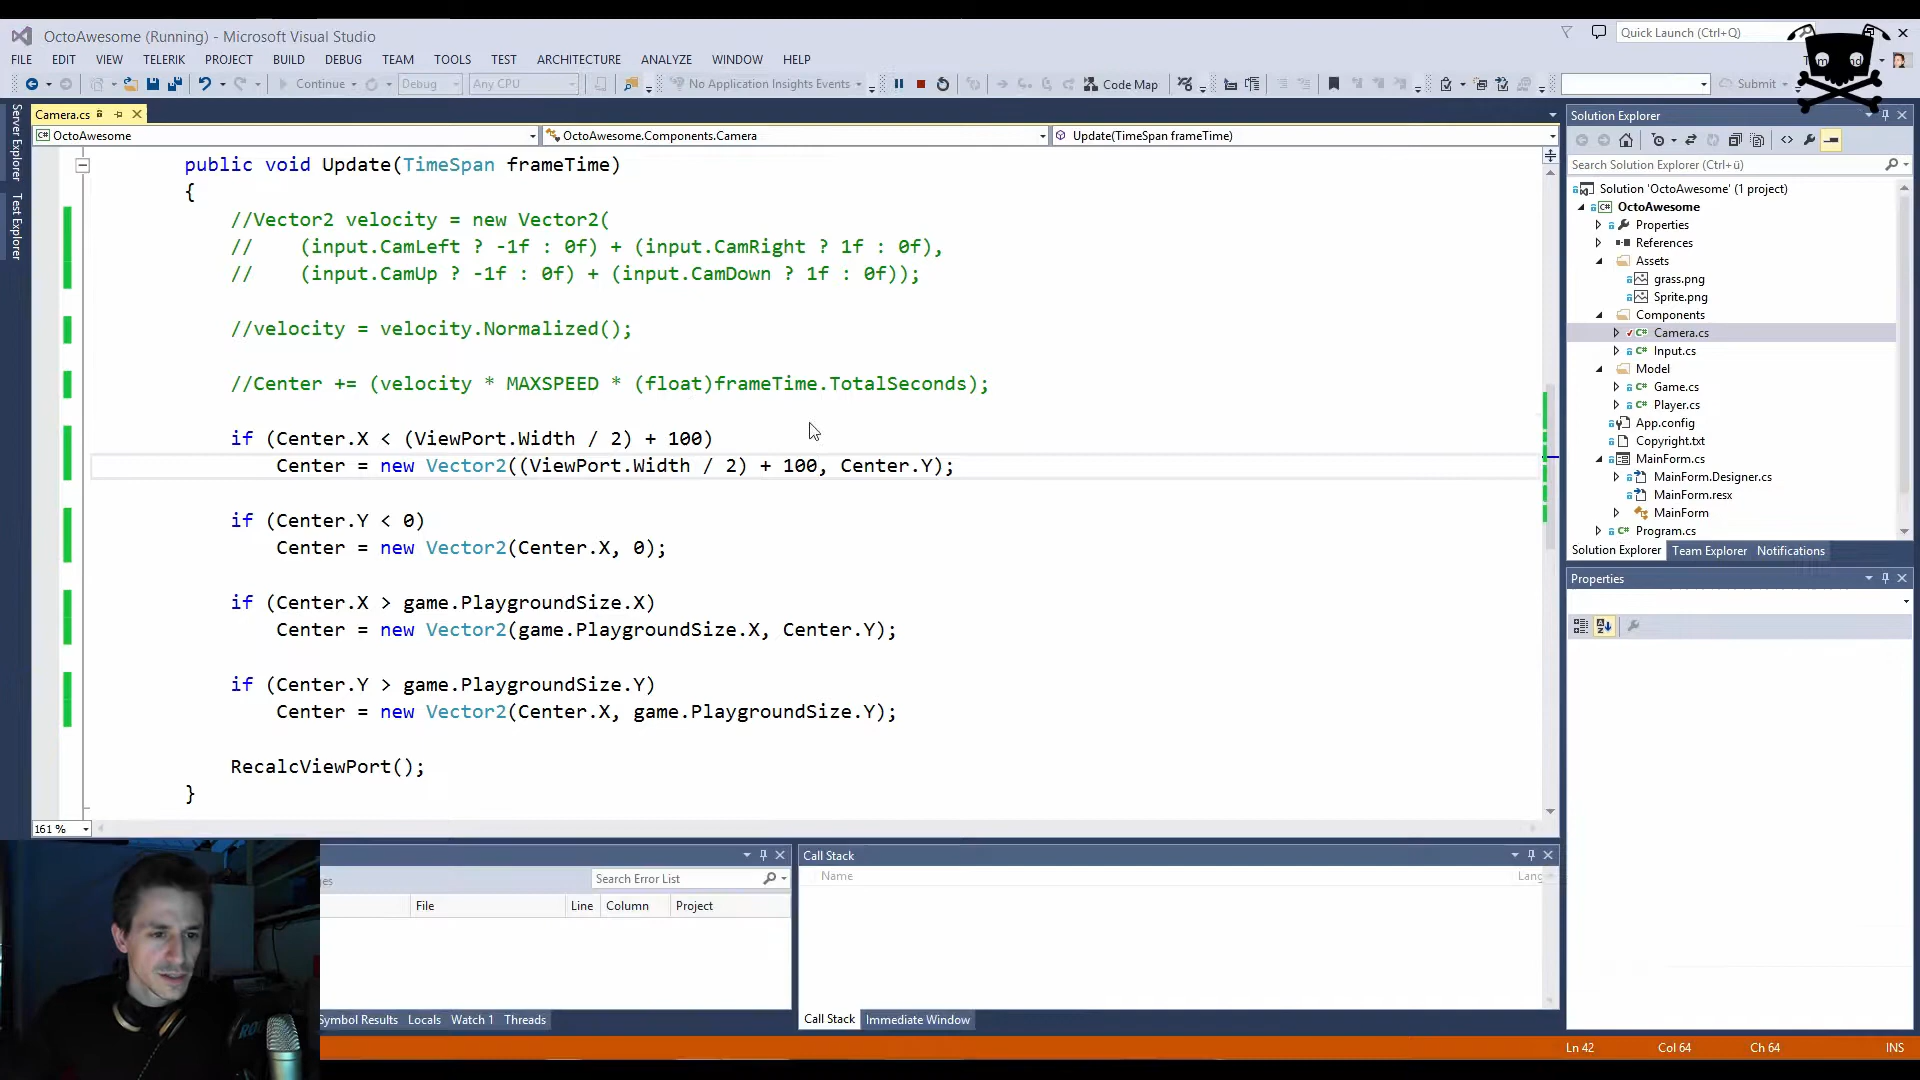 OctoAwesome (Running) - Microsoft Visual Studio
Quick Launch (Ctrl+Q)
FILE EDIT VIEW TELERIK PROJECT BUILD DEBUG TEAM TOOLS TEST ARCHITECTURE ANALYZE WINDOW HELP
Continue Debug Any CPU No Application Insights Events Code Map Submit
Server Explorer
Test Explorer
Camera.cs
OctoAwesome OctoAwesome.Components.Camera Update(TimeSpan frameTime)
public void Update(TimeSpan frameTime)
{
//Vector2 velocity = new Vector2(
// (input.CamLeft ? -1f : 0f) + (input.CamRight ? 1f : 0f),
// (input.CamUp ? -1f : 0f) + (input.CamDown ? 1f : 0f));
//velocity = velocity.Normalized();
//Center += (velocity * MAXSPEED * (float)frameTime.TotalSeconds);
if (Center.X < (ViewPort.Width / 2) + 100)
Center = new Vector2((ViewPort.Width / 2) + 100, Center.Y);
if (Center.Y < 0)
Center = new Vector2(Center.X, 0);
if (Center.X > game.PlaygroundSize.X)
Center = new Vector2(game.PlaygroundSize.X, Center.Y);
if (Center.Y > game.PlaygroundSize.Y)
Center = new Vector2(Center.X, game.PlaygroundSize.Y);
RecalcViewPort();
}
161 %
Solution Explorer
Search Solution Explorer (Ctrl+ü)
Solution 'OctoAwesome' (1 project)
OctoAwesome
Properties
References
Assets
grass.png
Sprite.png
Components
Camera.cs
Input.cs
Model
Game.cs
Player.cs
App.config
Copyright.txt
MainForm.cs
MainForm.Designer.cs
MainForm.resx
MainForm
Program.cs
Solution Explorer Team Explorer Notifications
Properties
Search Error List
File Line Column Project
Symbol Results Locals Watch 1 Threads
Call Stack
Name
Call Stack Immediate Window
Ln 42 Col 64 Ch 64 INS